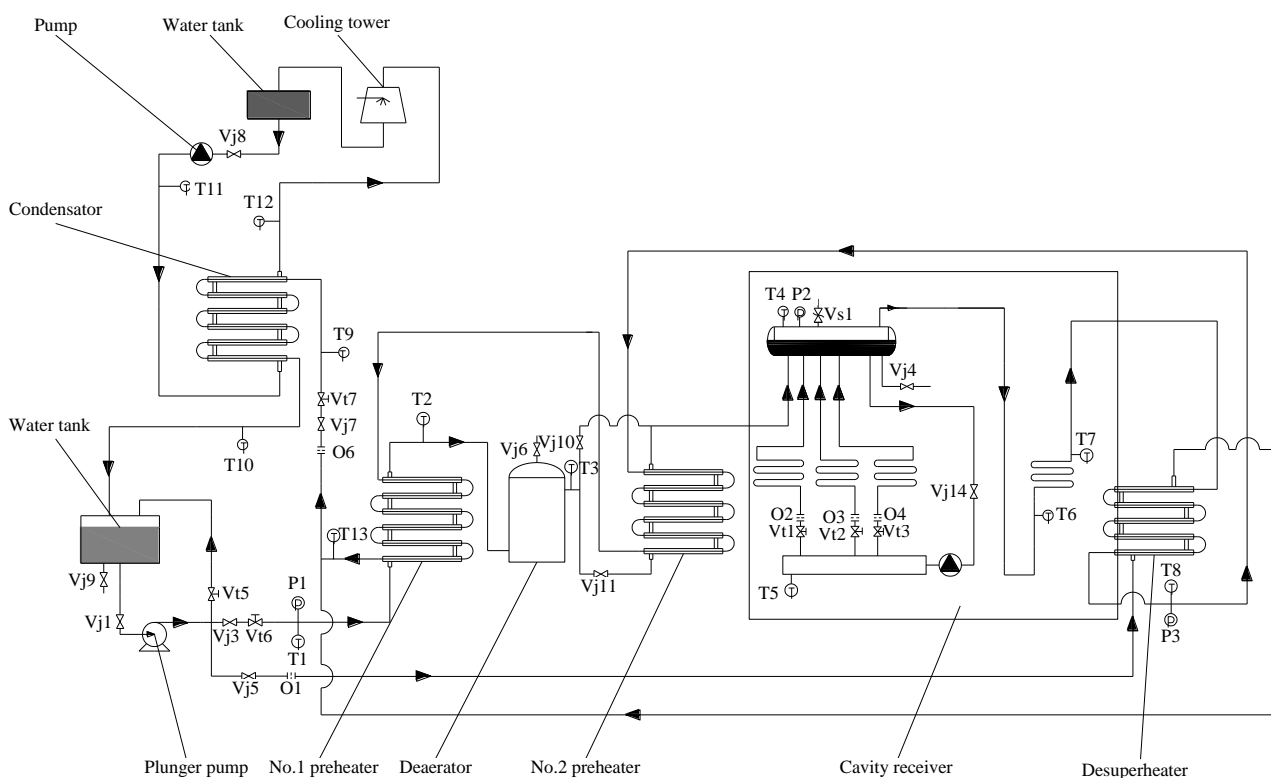 Pump
Water tank
Cooling tower
Vj8
T11
T12
Condensator
T4
P2
Vs1
T9
Vj4
Vt7
T2
Water tank
Vj7
Vj6
Vj10
T7
T10
O6
T3
Vj14
O2
O3
O4
T13
Vt1
Vt2
Vt3
T6
Vj9
P1
Vj11
T5
T8
Vt5
Vj1
Vj3
Vt6
T1
P3
Vj5
O1
Plunger pump
No.1 preheater
Deaerator
No.2 preheater
Cavity receiver
Desuperheater